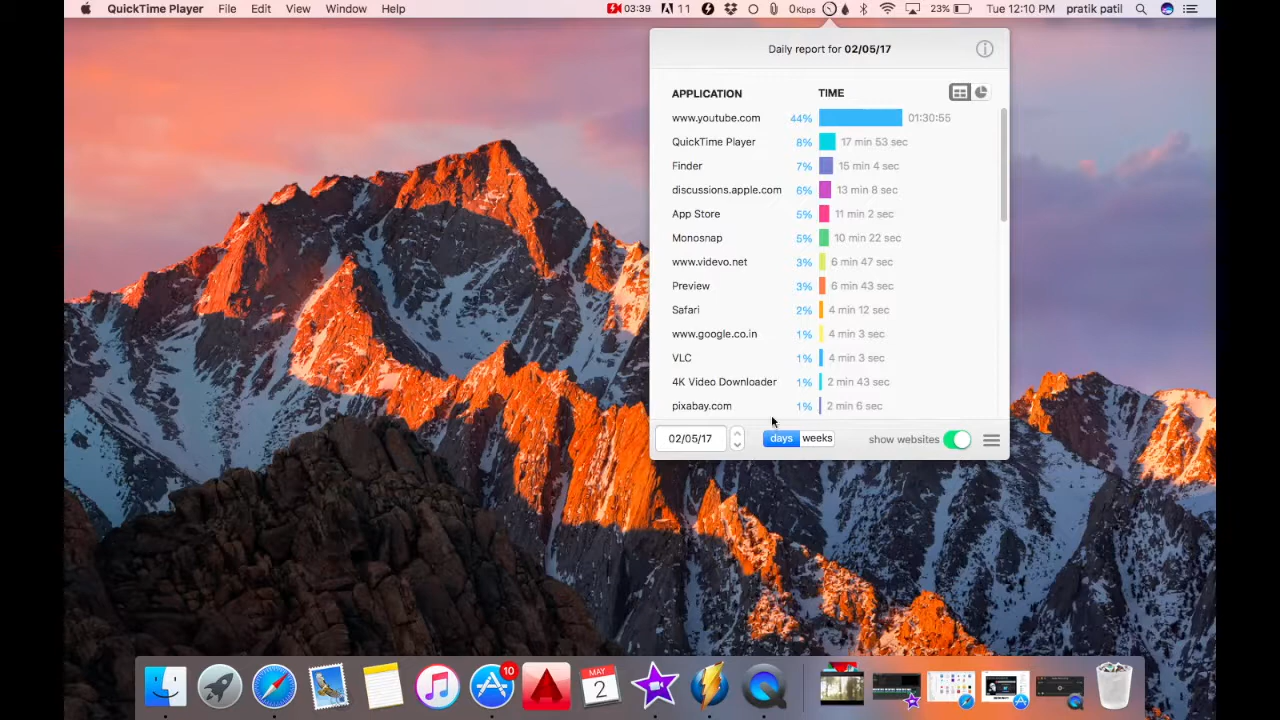 QuickTime Player File Edit View Window Help 03:39 11 0Kbps 23% Tue 12:10 PM pratik patil
Daily report for 02/05/17
APPLICATION TIME
www.youtube.com 44% 01:30:55
QuickTime Player 8% 17 min 53 sec
Finder 7% 15 min 4 sec
discussions.apple.com 6% 13 min 8 sec
App Store 5% 11 min 2 sec
Monosnap 5% 10 min 22 sec
www.videvo.net 3% 6 min 47 sec
Preview 3% 6 min 43 sec
Safari 2% 4 min 12 sec
www.google.co.in 1% 4 min 3 sec
VLC 1% 4 min 3 sec
4K Video Downloader 1% 2 min 43 sec
pixabay.com 1% 2 min 6 sec
02/05/17 days weeks show websites
10
MAY
2